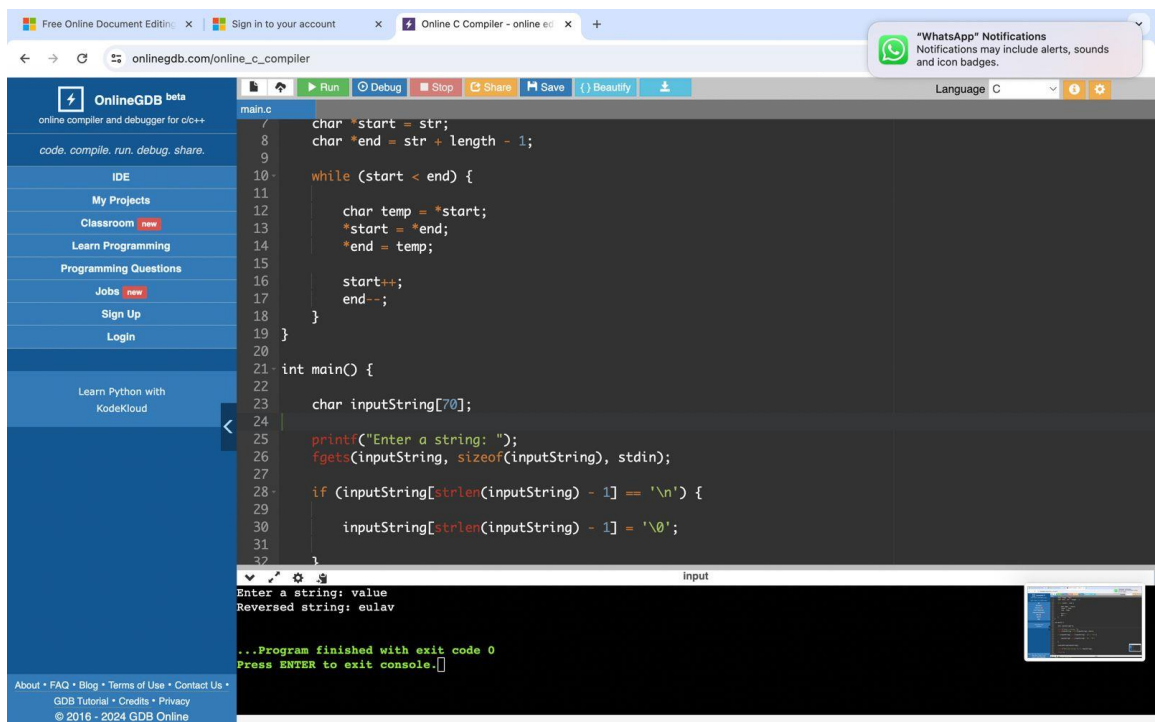 Free Online Document Editing
Sign in to your account
Online C Compiler - online ed
"WhatsApp" Notifications
Notifications may include alerts, sounds
and icon badges.
onlinegdb.com/online_c_compiler
OnlineGDB beta
online compiler and debugger for c/c++
code. compile. run. debug. share.
IDE
My Projects
Classroom new
Learn Programming
Programming Questions
Jobs new
Sign Up
Login
Learn Python with
KodeKloud
About • FAQ • Blog • Terms of Use • Contact Us •
GDB Tutorial • Credits • Privacy
© 2016 - 2024 GDB Online
Run Debug Stop Share Save {} Beautify
Language C
main.c
7 char *start = str;
8 char *end = str + length - 1;
9
10 while (start < end) {
11
12 char temp = *start;
13 *start = *end;
14 *end = temp;
15
16 start++;
17 end--;
18 }
19 }
20
21 int main() {
22
23 char inputString[70];
24
25 printf("Enter a string: ");
26 fgets(inputString, sizeof(inputString), stdin);
27
28 if (inputString[strlen(inputString) - 1] == '\n') {
29
30 inputString[strlen(inputString) - 1] = '\0';
31
32 }
input
Enter a string: value
Reversed string: eulav
...Program finished with exit code 0
Press ENTER to exit console.